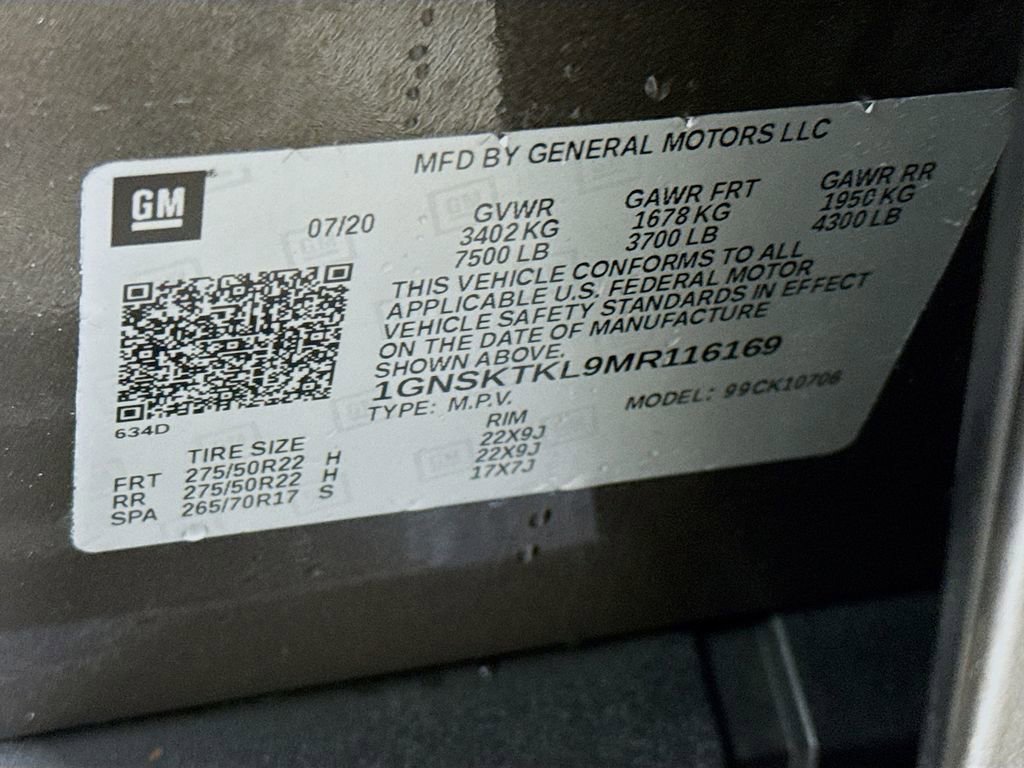 MFD BY GENERAL MOTORS LLC
GM
07/20
GVWR GAWR FRT GAWR RR
3402 KG 1678 KG 1950 KG
7500 LB 3700 LB 4300 LB
THIS VEHICLE CONFORMS TO ALL
APPLICABLE U.S. FEDERAL MOTOR
VEHICLE SAFETY STANDARDS IN EFFECT
ON THE DATE OF MANUFACTURE
SHOWN ABOVE.
1GNSKTKL9MR116169
TYPE: M.P.V. MODEL: 99CK10706
634D
TIRE SIZE RIM
FRT 275/50R22 H 22X9J
RR 275/50R22 H 22X9J
SPA 265/70R17 S 17X7J